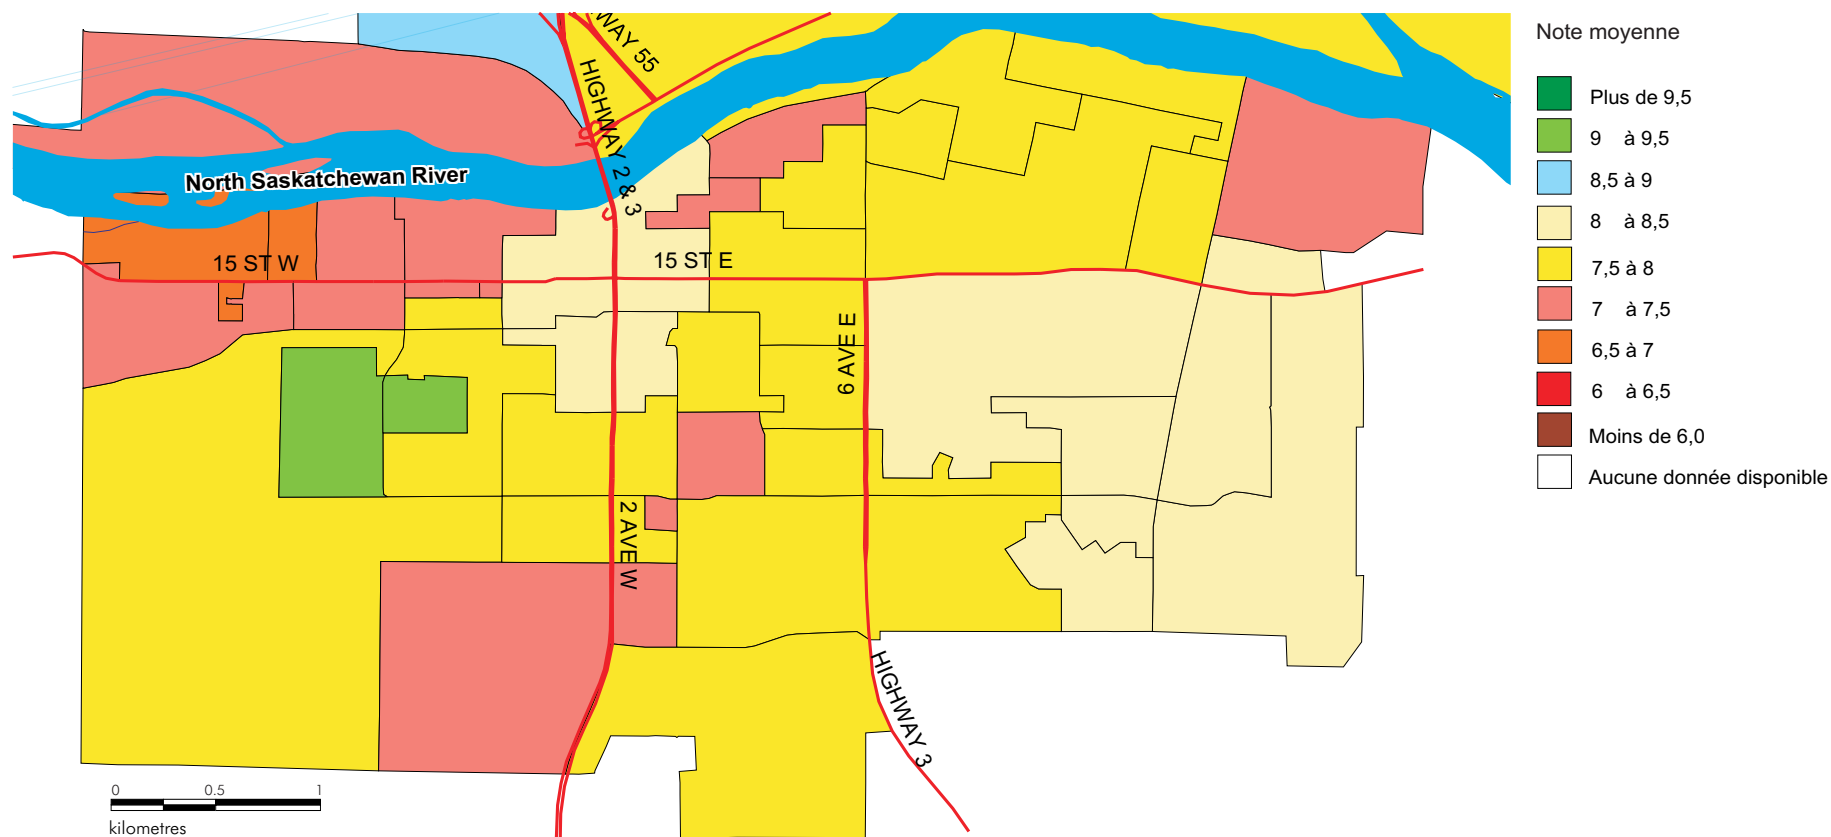 WAY 55
HIGHWAY 2 & 3
North Saskatchewan River
15 ST W
15 ST E
6 AVE E
2 AVE W
HIGHWAY 3
0 0.5 1
kilometres
Note moyenne
Plus de 9,5
9 à 9,5
8,5 à 9
8 à 8,5
7,5 à 8
7 à 7,5
6,5 à 7
6 à 6,5
Moins de 6,0
Aucune donnée disponible